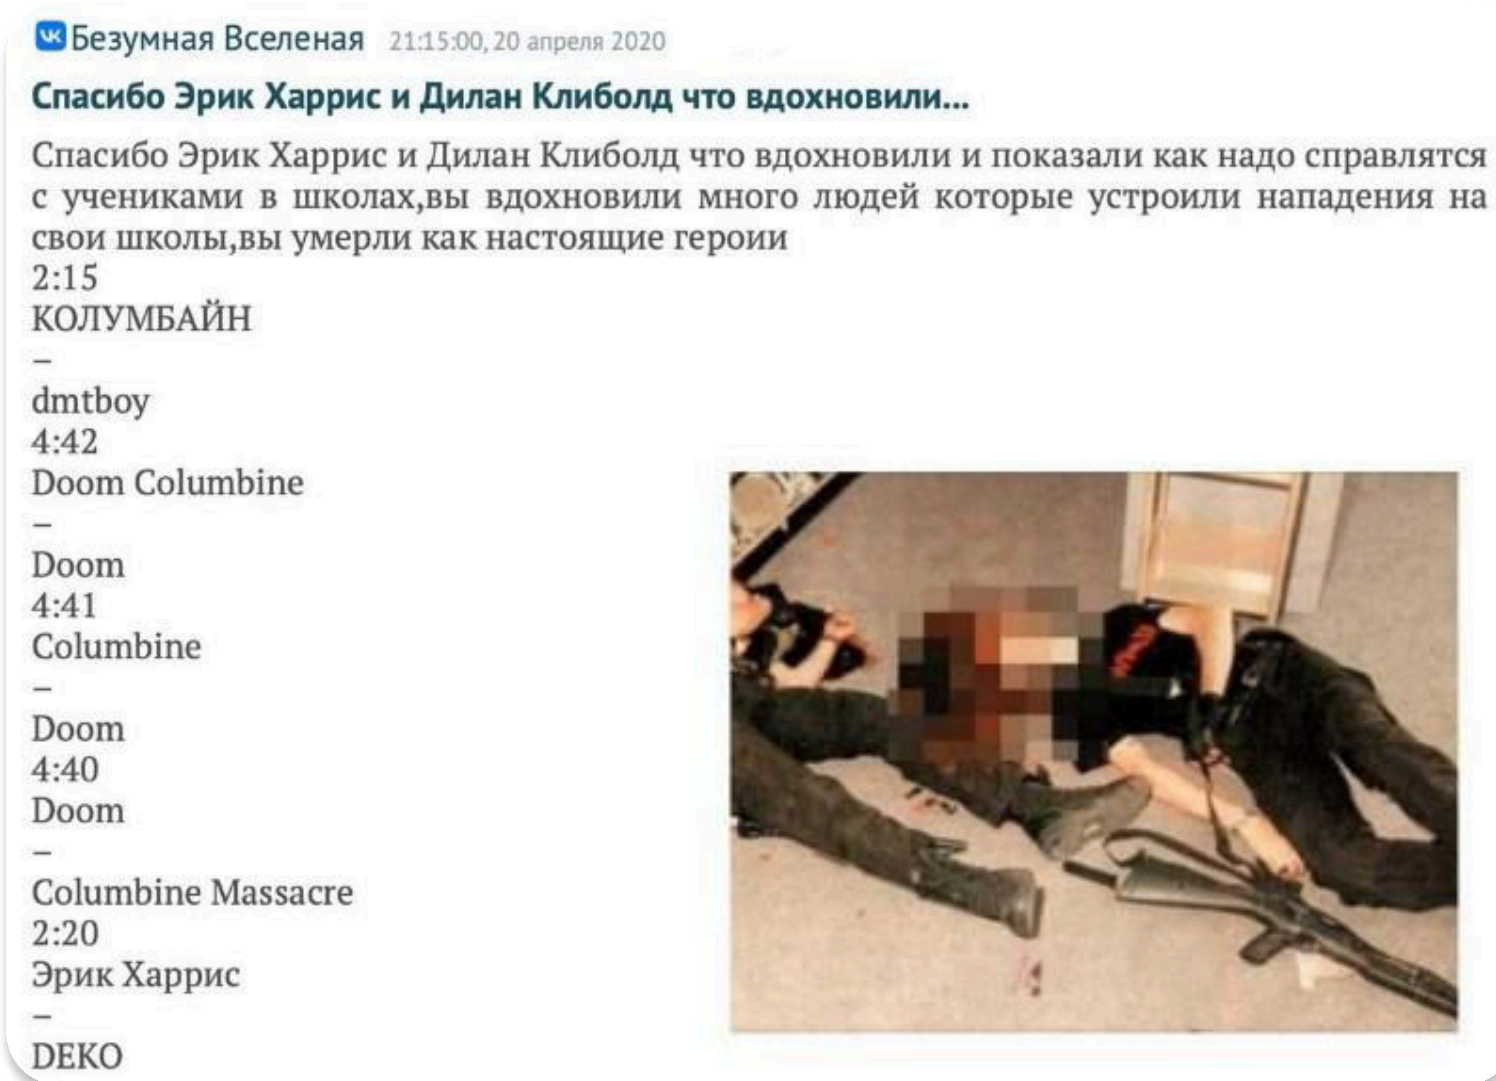 Безумная Вселеная 21:15:00, 20 апреля 2020
Спасибо Эрик Харрис и Дилан Клиболд что вдохновили...
Спасибо Эрик Харрис и Дилан Клиболд что вдохновили и показали как надо справлятся
с учениками в школах,вы вдохновили много людей которые устроили нападения на
свои школы,вы умерли как настоящие героии
2:15
КОЛУМБАЙН
–
dmtboy
4:42
Doom Columbine
–
Doom
4:41
Columbine
–
Doom
4:40
Doom
–
Columbine Massacre
2:20
Эрик Харрис
–
DEKO